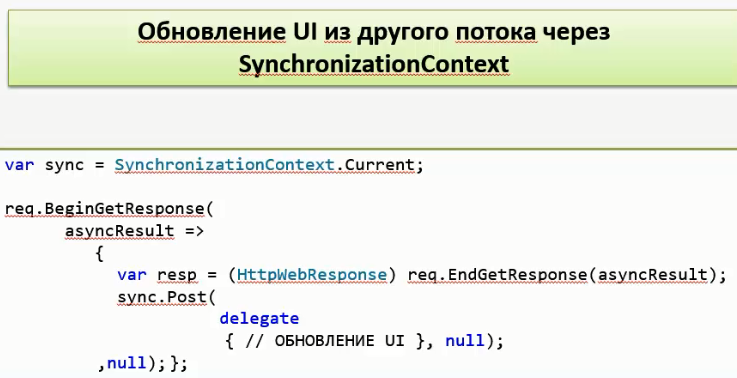 Обновление UI из другого потока через
SynchronizationContext
var sync = SynchronizationContext.Current;
req.BeginGetResponse(
asyncResult =>
{
var resp = (HttpWebResponse) req.EndGetResponse(asyncResult);
sync.Post(
delegate
{ // ОБНОВЛЕНИЕ UI }, null);
,null);};